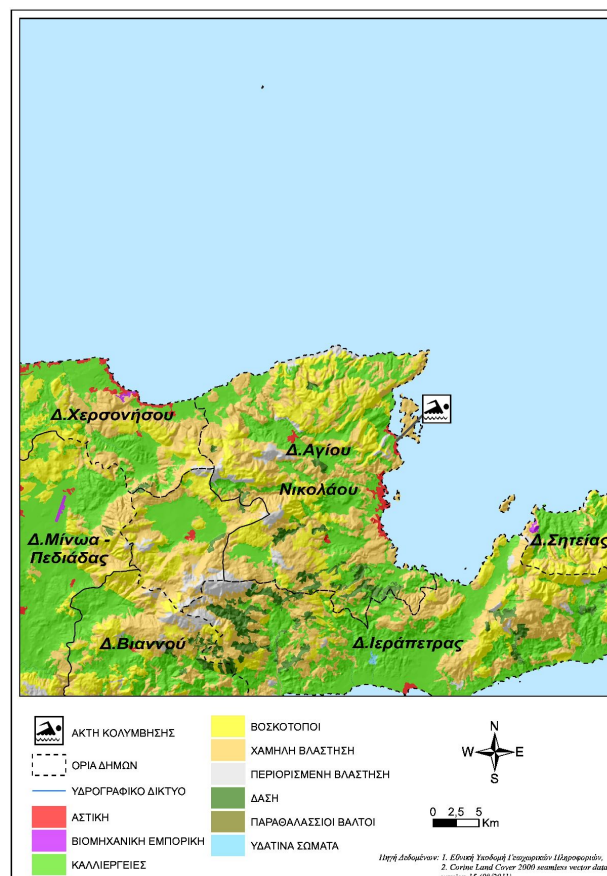 Δ.Χερσονήσου
Δ.Αγίου
Νικολάου
Δ.Μίνωα -
Πεδιάδας
Δ.Σητείας
Δ.Βιαννού
Δ.Ιεράπετρας
ΑΚΤΗ ΚΟΛΥΜΒΗΣΗΣ
ΟΡΙΑ ΔΗΜΩΝ
ΥΔΡΟΓΡΑΦΙΚΟ ΔΙΚΤΥΟ
ΑΣΤΙΚΗ
ΒΙΟΜΗΧΑΝΙΚΗ ΕΜΠΟΡΙΚΗ
ΚΑΛΛΙΕΡΓΕΙΕΣ
ΒΟΣΚΟΤΟΠΟΙ
ΧΑΜΗΛΗ ΒΛΑΣΤΗΣΗ
ΠΕΡΙΟΡΙΣΜΕΝΗ ΒΛΑΣΤΗΣΗ
ΔΑΣΗ
ΠΑΡΑΘΑΛΑΣΣΙΟΙ ΒΑΛΤΟΙ
ΥΔΑΤΙΝΑ ΣΩΜΑΤΑ
N
W E
S
0 2,5 5
Km
Πηγή Δεδομένων: 1. Εθνική Υποδομή Γεωχωρικών Πληροφοριών,
2. Corine Land Cover 2000 seamless vector data